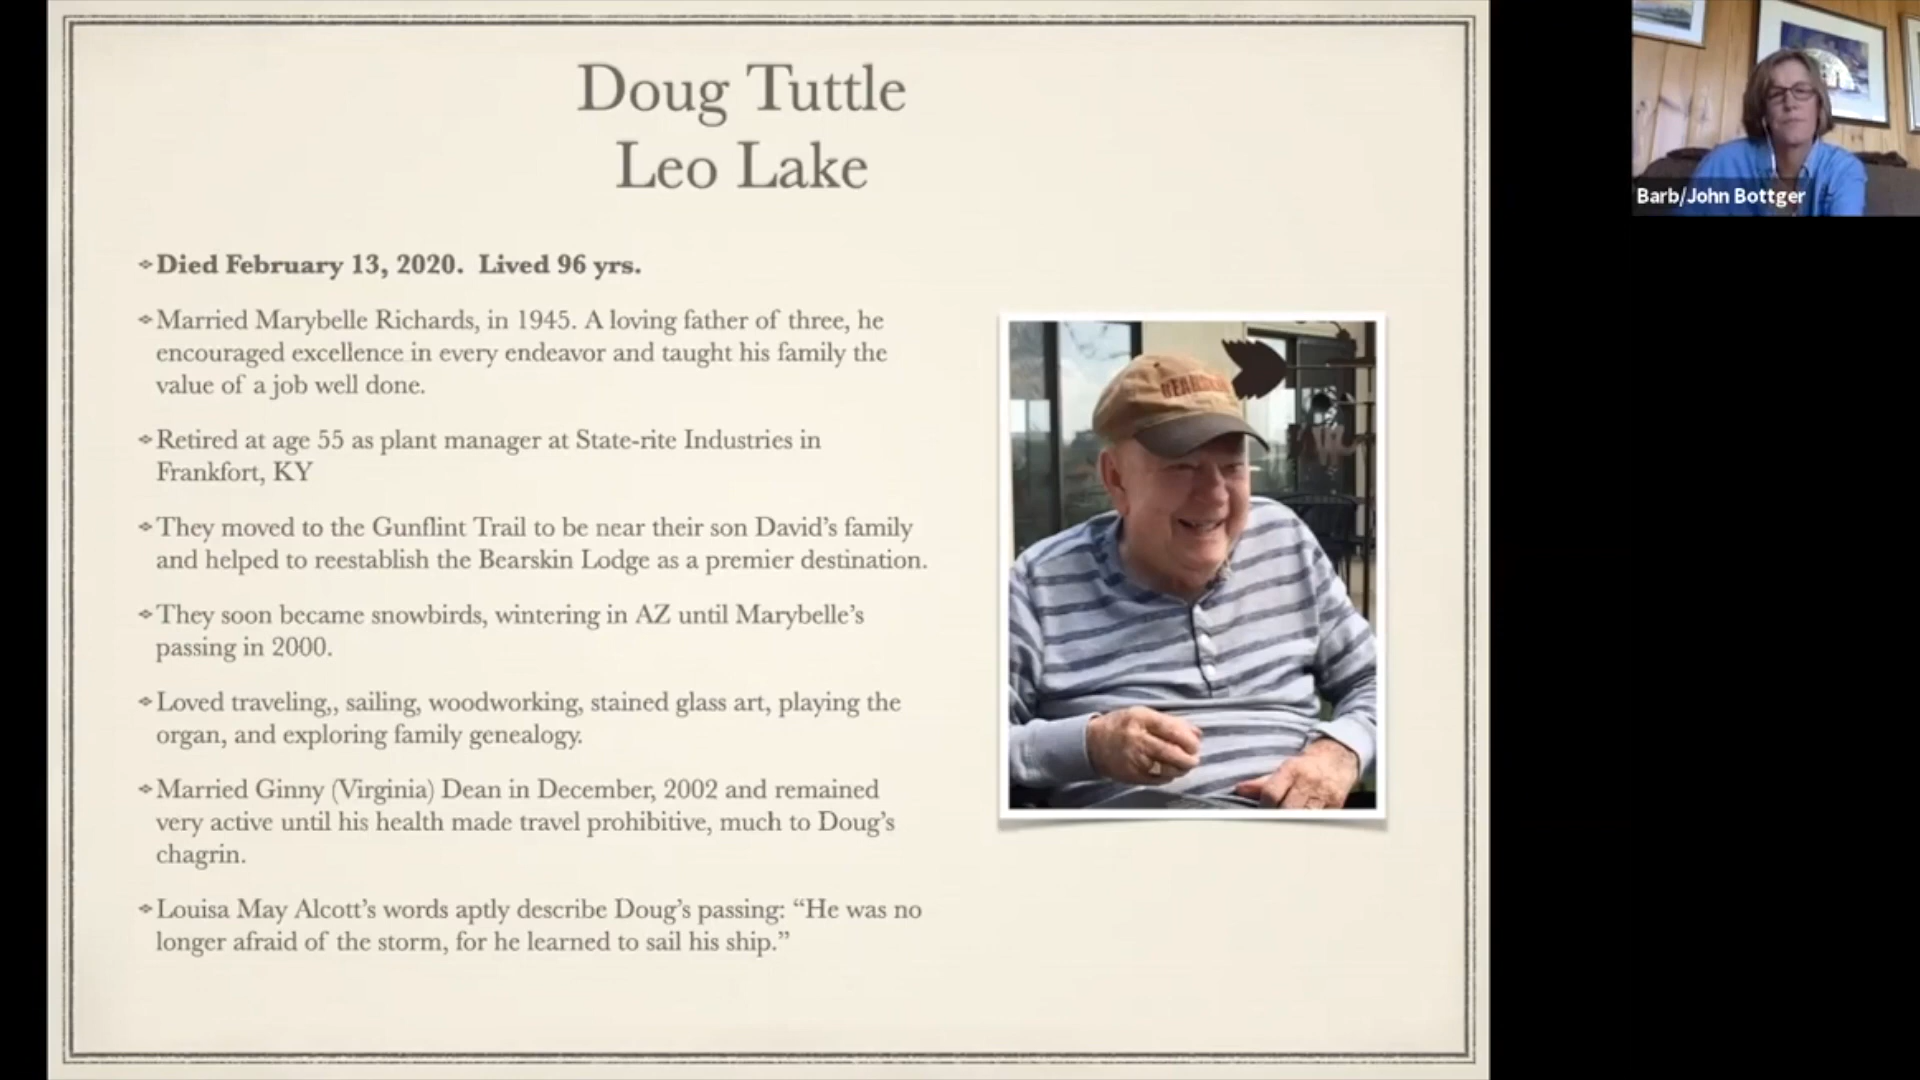 Doug Tuttle
Leo Lake
Died February 13, 2020. Lived 96 yrs.
Married Marybelle Richards, in 1945. A loving father of three, he
encouraged excellence in every endeavor and taught his family the
value of a job well done.
Retired at age 55 as plant manager at State-rite Industries in
Frankfort, KY
They moved to the Gunflint Trail to be near their son David's family
and helped to reestablish the Bearskin Lodge as a premier destination.
They soon became snowbirds, wintering in AZ until Marybelle's
passing in 2000.
Loved traveling,, sailing, woodworking, stained glass art, playing the
organ, and exploring family genealogy.
Married Ginny (Virginia) Dean in December, 2002 and remained
very active until his health made travel prohibitive, much to Doug's
chagrin.
Louisa May Alcott's words aptly describe Doug's passing: “He was no
longer afraid of the storm, for he learned to sail his ship.”
BEARSKIN
Barb/John Bottger